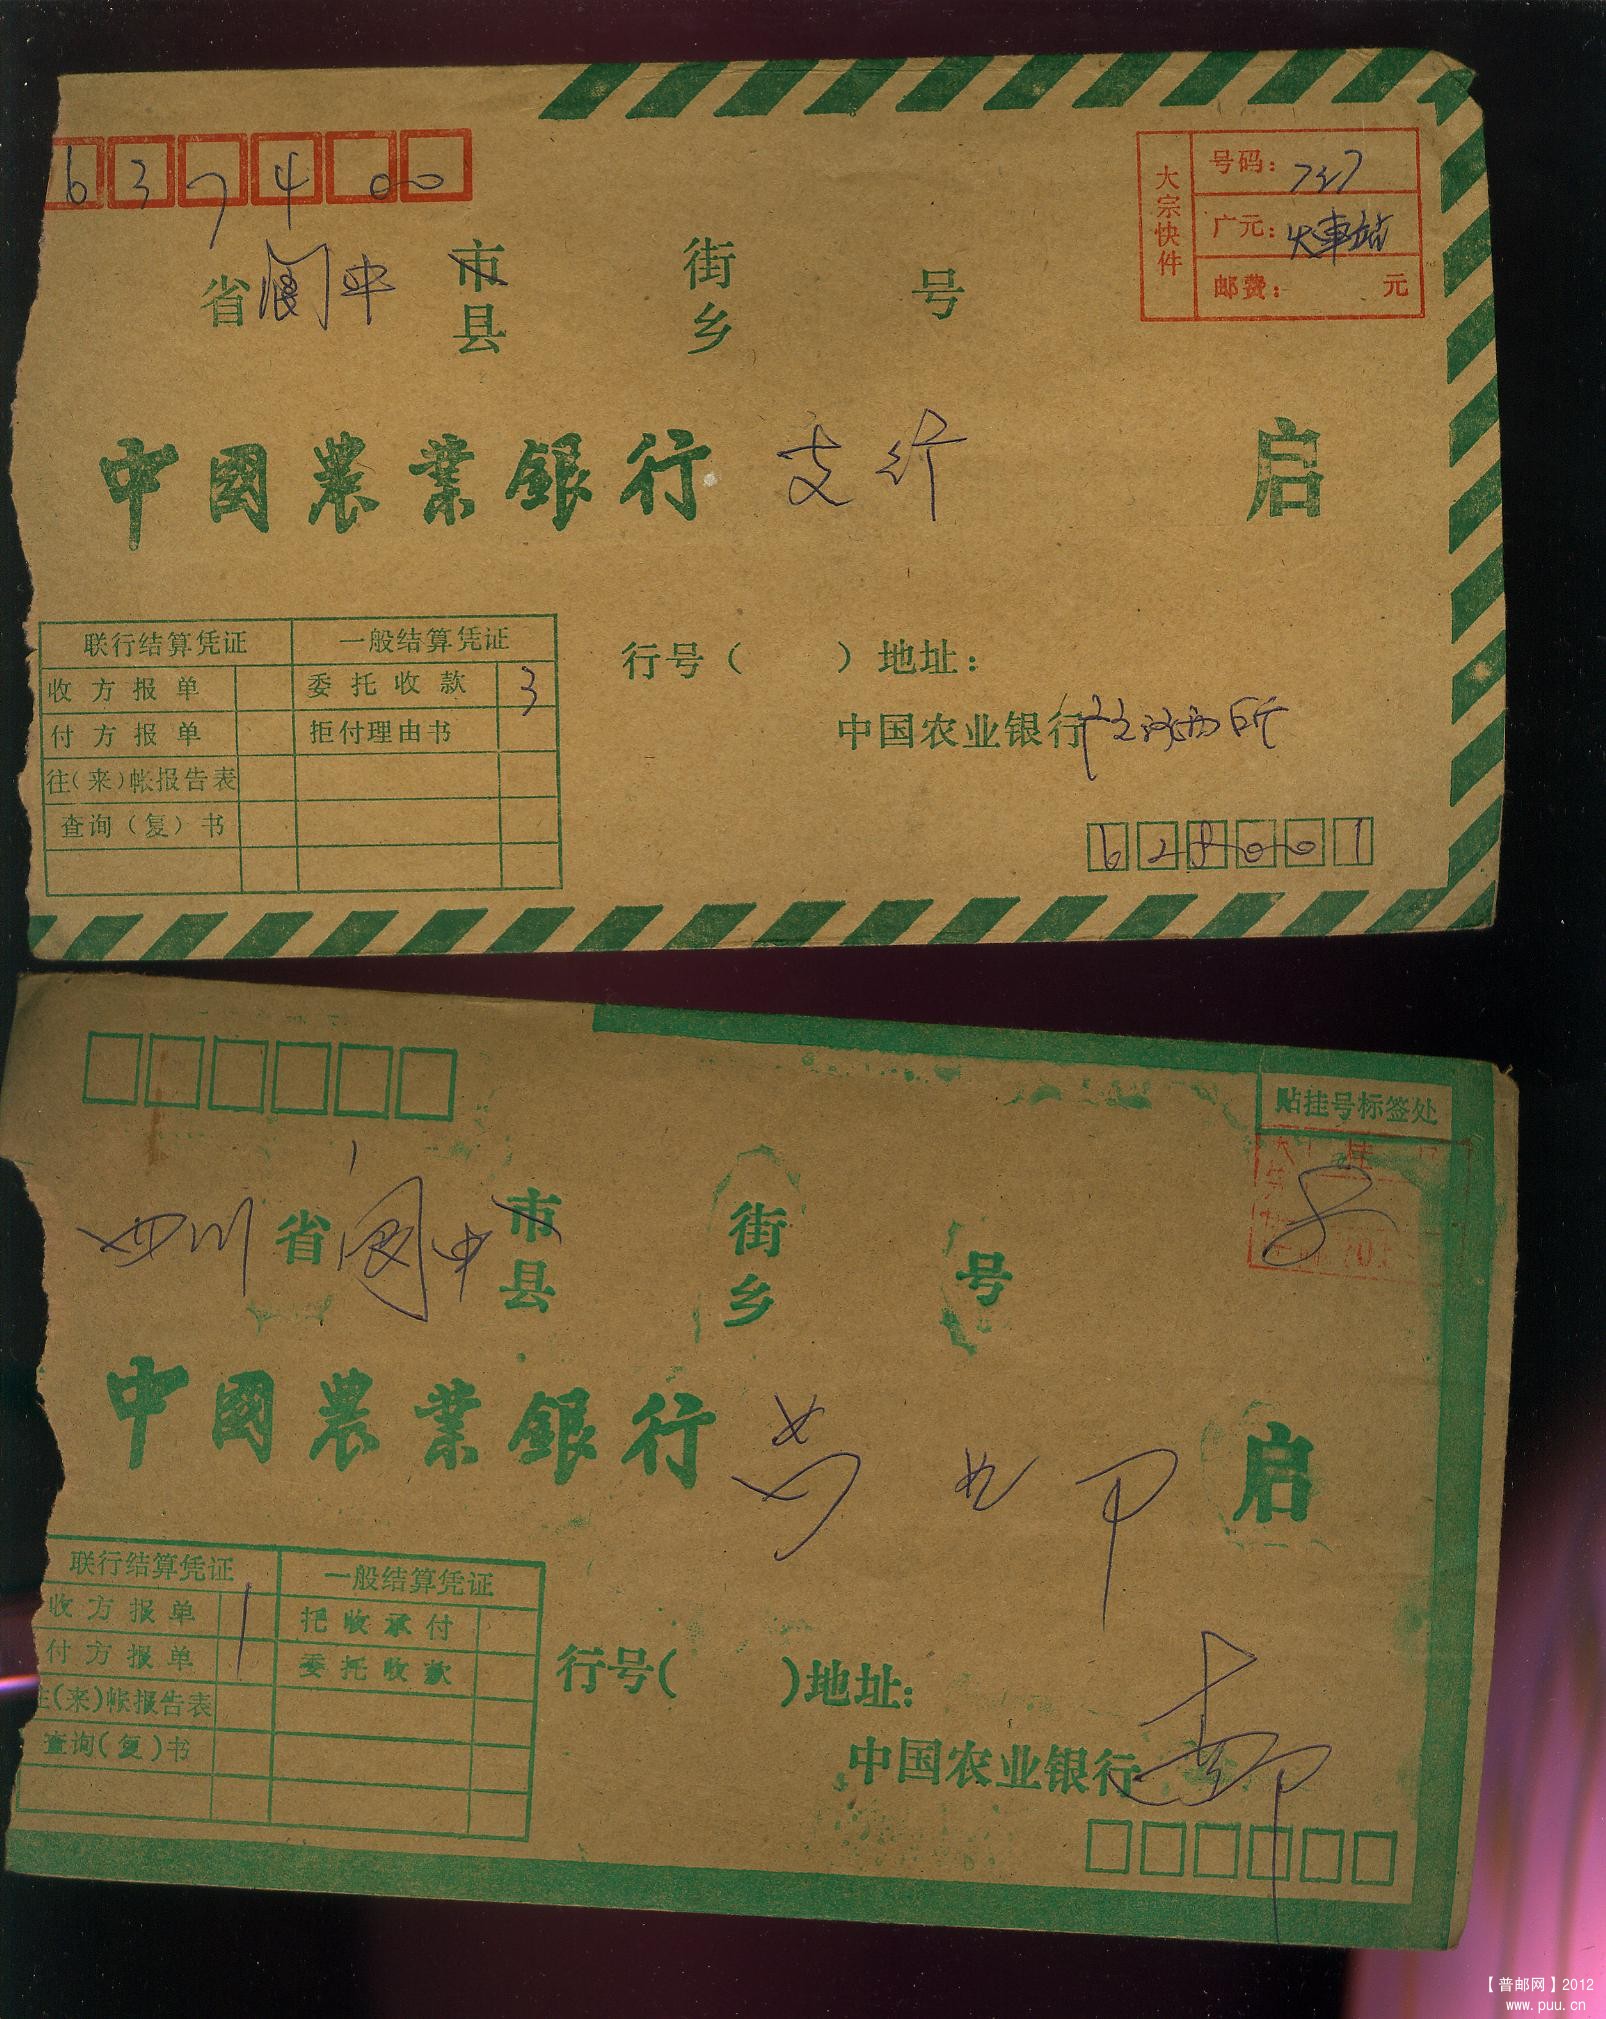 637400
大宗快件
号码：727
广元：火車站
邮费： 元
省 阆中 市 县 街 乡 号
中國農業銀行 支行 启
联行结算凭证 一般结算凭证
收方报单 委托收款 3
付方报单 拒付理由书
往(来)帐报告表
查询(复)书
行号( )地址：
中国农业银行
628001
贴挂号标签处
四川省 阆中 市 县 街 乡 号
中國農業銀行 启
联行结算凭证 一般结算凭证
收方报单 1 托收承付
付方报单 委托收款
(来)帐报告表
查询(复)书
行号( )地址：
中国农业银行
【普邮网】2012
www.puu.cn